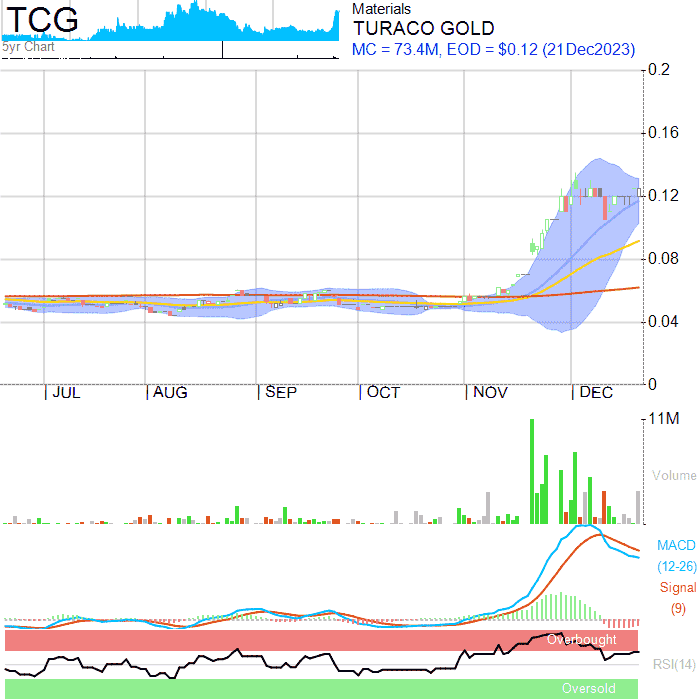 TCG
5yr Chart
Materials
TURACO GOLD
MC = 73.4M, EOD = $0.12 (21Dec2023)
0.2
0.16
0.12
0.08
0.04
0
JUL AUG SEP OCT NOV DEC
11M
Volume
MACD
(12-26)
Signal
(9)
Overbought
RSI(14)
Oversold